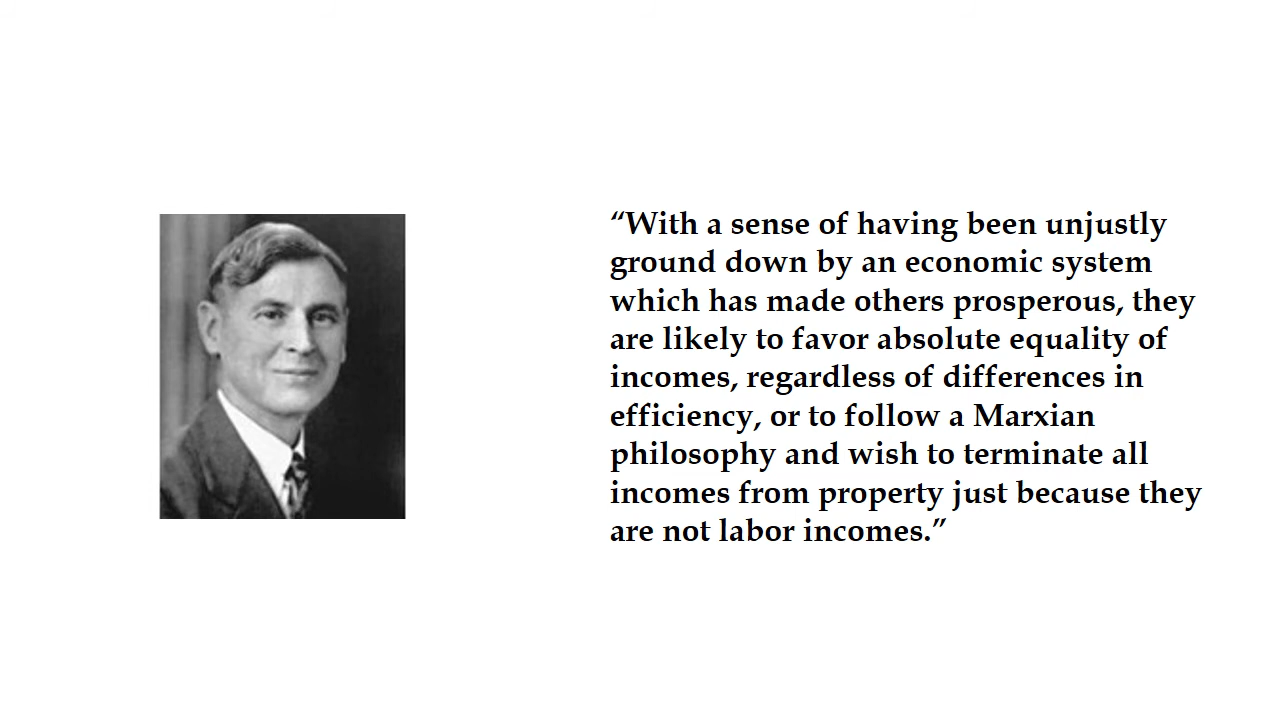 “With a sense of having been unjustly
ground down by an economic system
which has made others prosperous, they
are likely to favor absolute equality of
incomes, regardless of differences in
efficiency, or to follow a Marxian
philosophy and wish to terminate all
incomes from property just because they
are not labor incomes.”